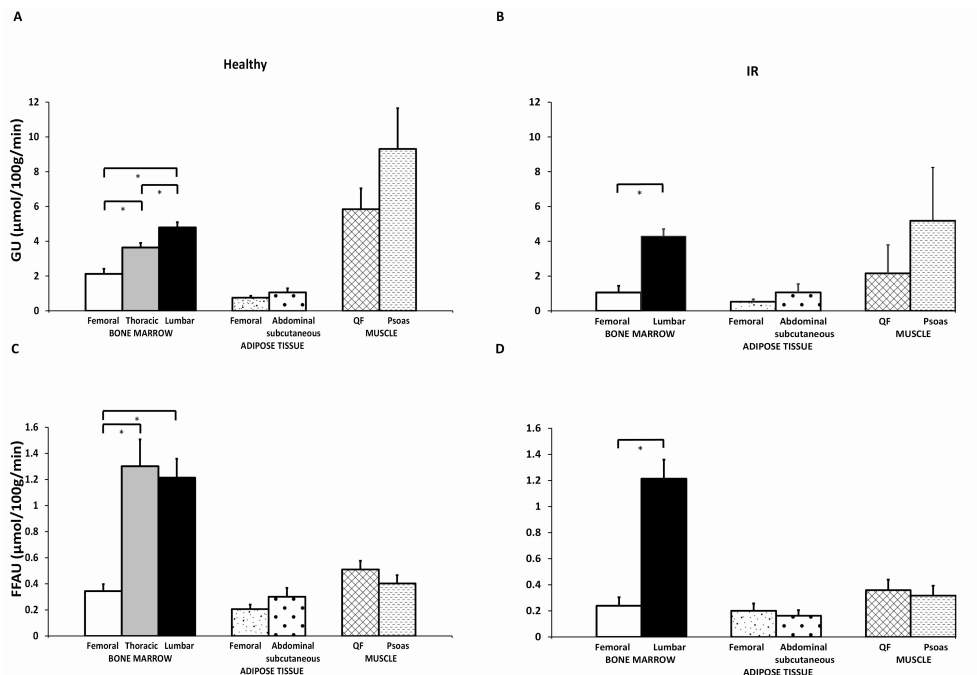 A
Healthy
GU (μmol/100g/min)
12
10
8
6
4
2
0
*
*
*
Femoral Thoracic Lumbar
BONE MARROW
Femoral Abdominal
subcutaneous
ADIPOSE TISSUE
QF Psoas
MUSCLE
B
IR
12
10
8
6
4
2
0
*
Femoral Lumbar
BONE MARROW
Femoral Abdominal
subcutaneous
ADIPOSE TISSUE
QF Psoas
MUSCLE
C
FFAU (μmol/100g/min)
1.6
1.4
1.2
1
0.8
0.6
0.4
0.2
0
*
*
Femoral Thoracic Lumbar
BONE MARROW
Femoral Abdominal
subcutaneous
ADIPOSE TISSUE
QF Psoas
MUSCLE
D
1.6
1.4
1.2
1
0.8
0.6
0.4
0.2
0
*
Femoral Lumbar
BONE MARROW
Femoral Abdominal
subcutaneous
ADIPOSE TISSUE
QF Psoas
MUSCLE